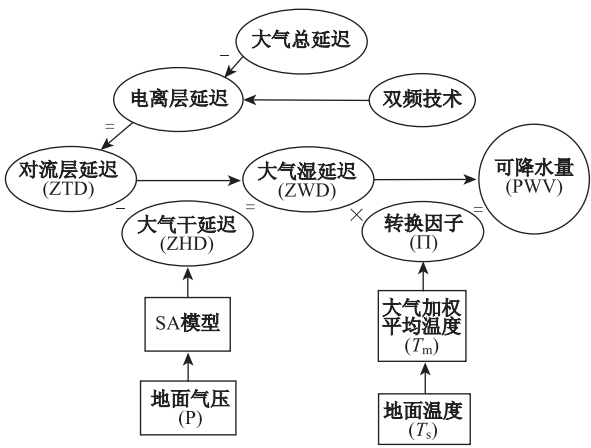 大气总延迟
−
电离层延迟
双频技术
=
对流层延迟
(ZTD)
大气湿延迟
(ZWD)
可降水量
(PWV)
−
=
×
=
大气干延迟
(ZHD)
转换因子
(Π)
SA模型
大气加权
平均温度
(Tm)
地面气压
(P)
地面温度
(Ts)